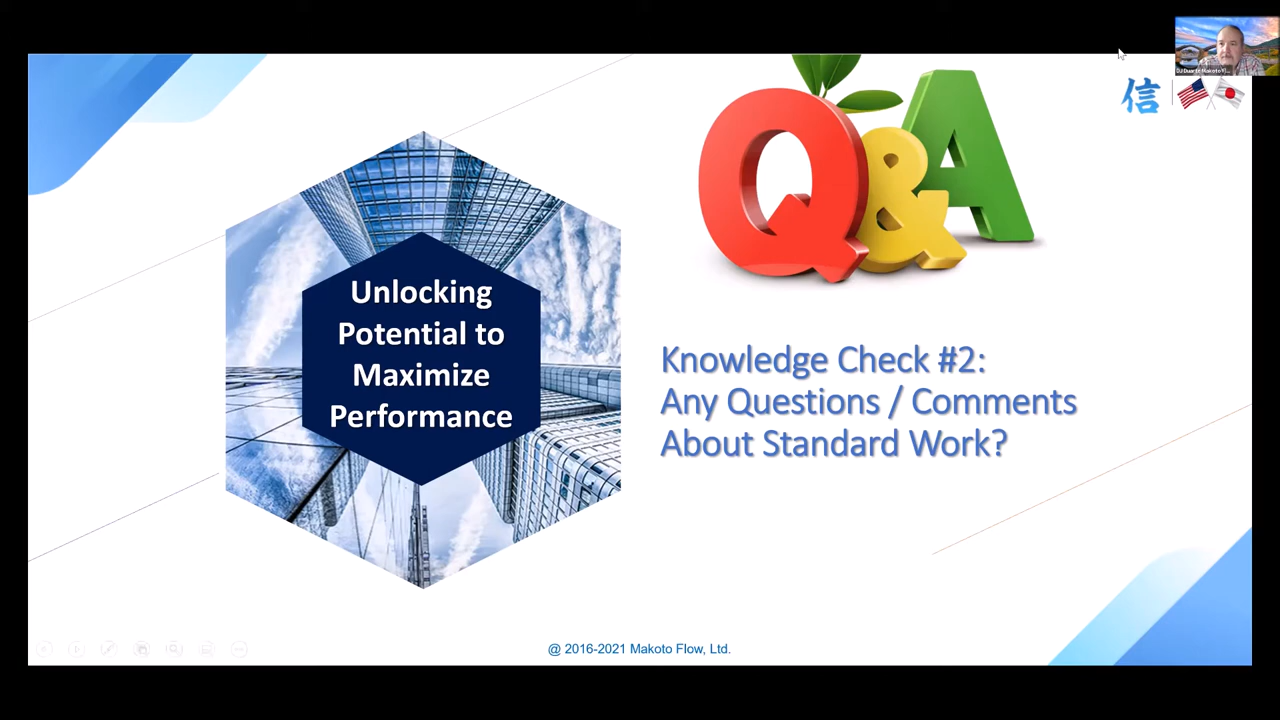 信
Q&A
Unlocking
Potential to
Maximize
Performance
Knowledge Check #2:
Any Questions / Comments
About Standard Work?
@ 2016-2021 Makoto Flow, Ltd.